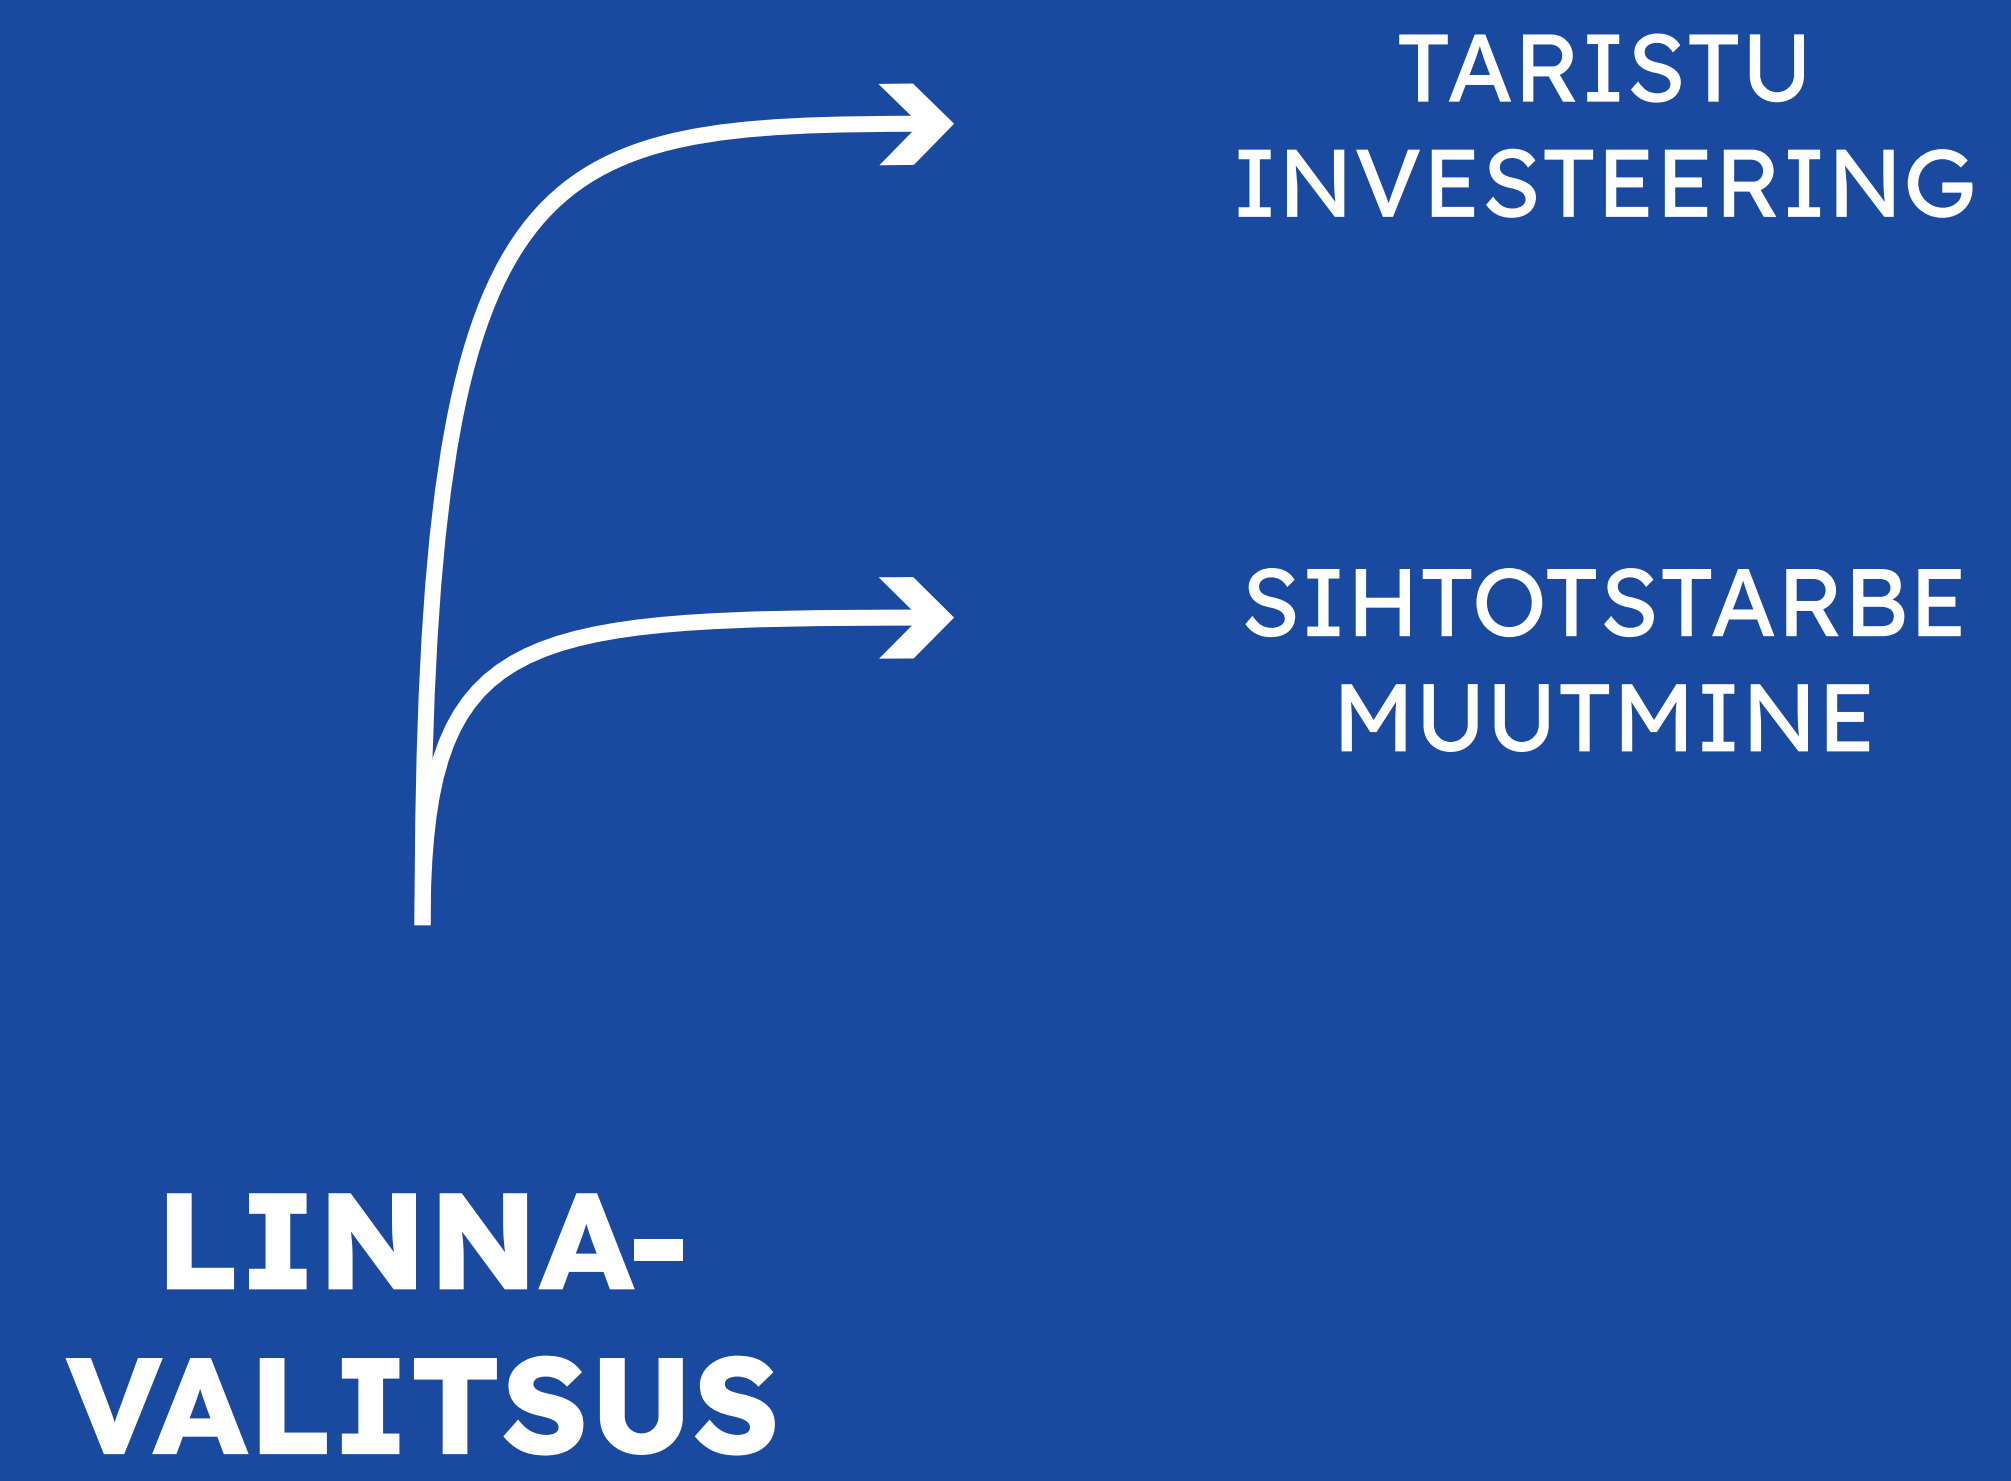 TARISTU
INVESTEERING
SIHTOTSTARBE
MUUTMINE
LINNA-
VALITSUS